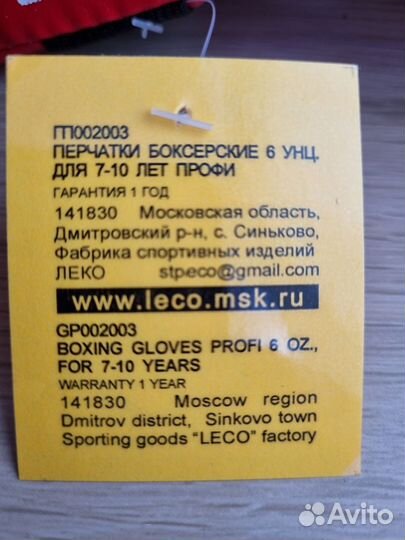 ГП002003
ПЕРЧАТКИ БОКСЕРСКИЕ 6 УНЦ.
ДЛЯ 7-10 ЛЕТ ПРОФИ
ГАРАНТИЯ 1 ГОД
141830 Московская область,
Дмитровский р-н, с. Синьково,
Фабрика спортивных изделий
ЛЕКО stpeco@gmail.com
www.leco.msk.ru
GP002003
BOXING GLOVES PROFI 6 OZ.,
FOR 7-10 YEARS
WARRANTY 1 YEAR
141830 Moscow region
Dmitrov district, Sinkovo town
Sporting goods “LECO” factory
Avito